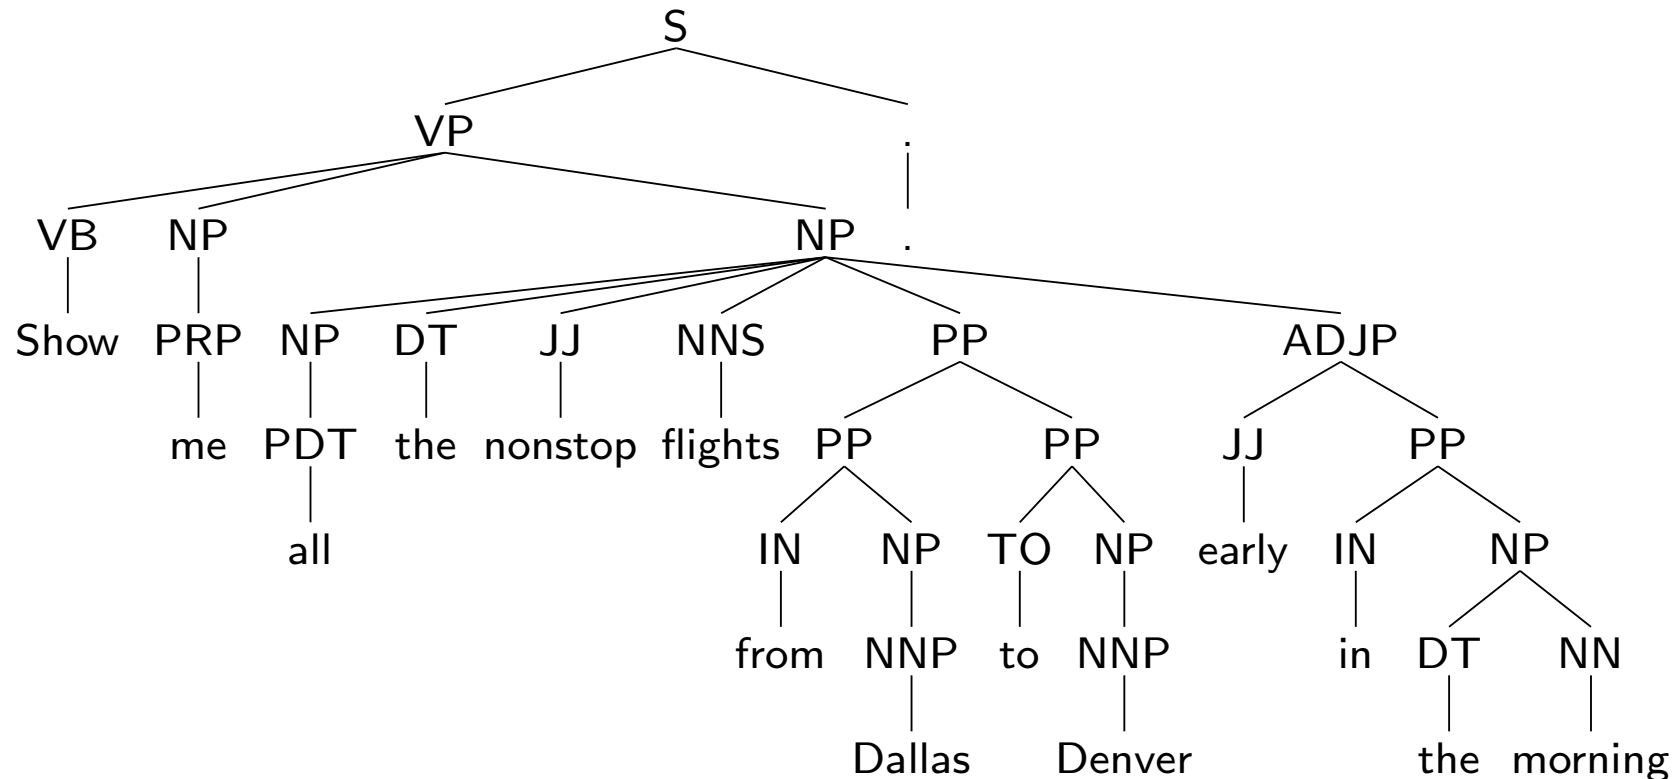 S
VP .
VB NP NP .
Show PRP NP DT JJ NNS PP ADJP
me PDT the nonstop flights PP PP JJ PP
all IN NP TO NP early IN NP
from NNP to NNP in DT NN
Dallas Denver the morning